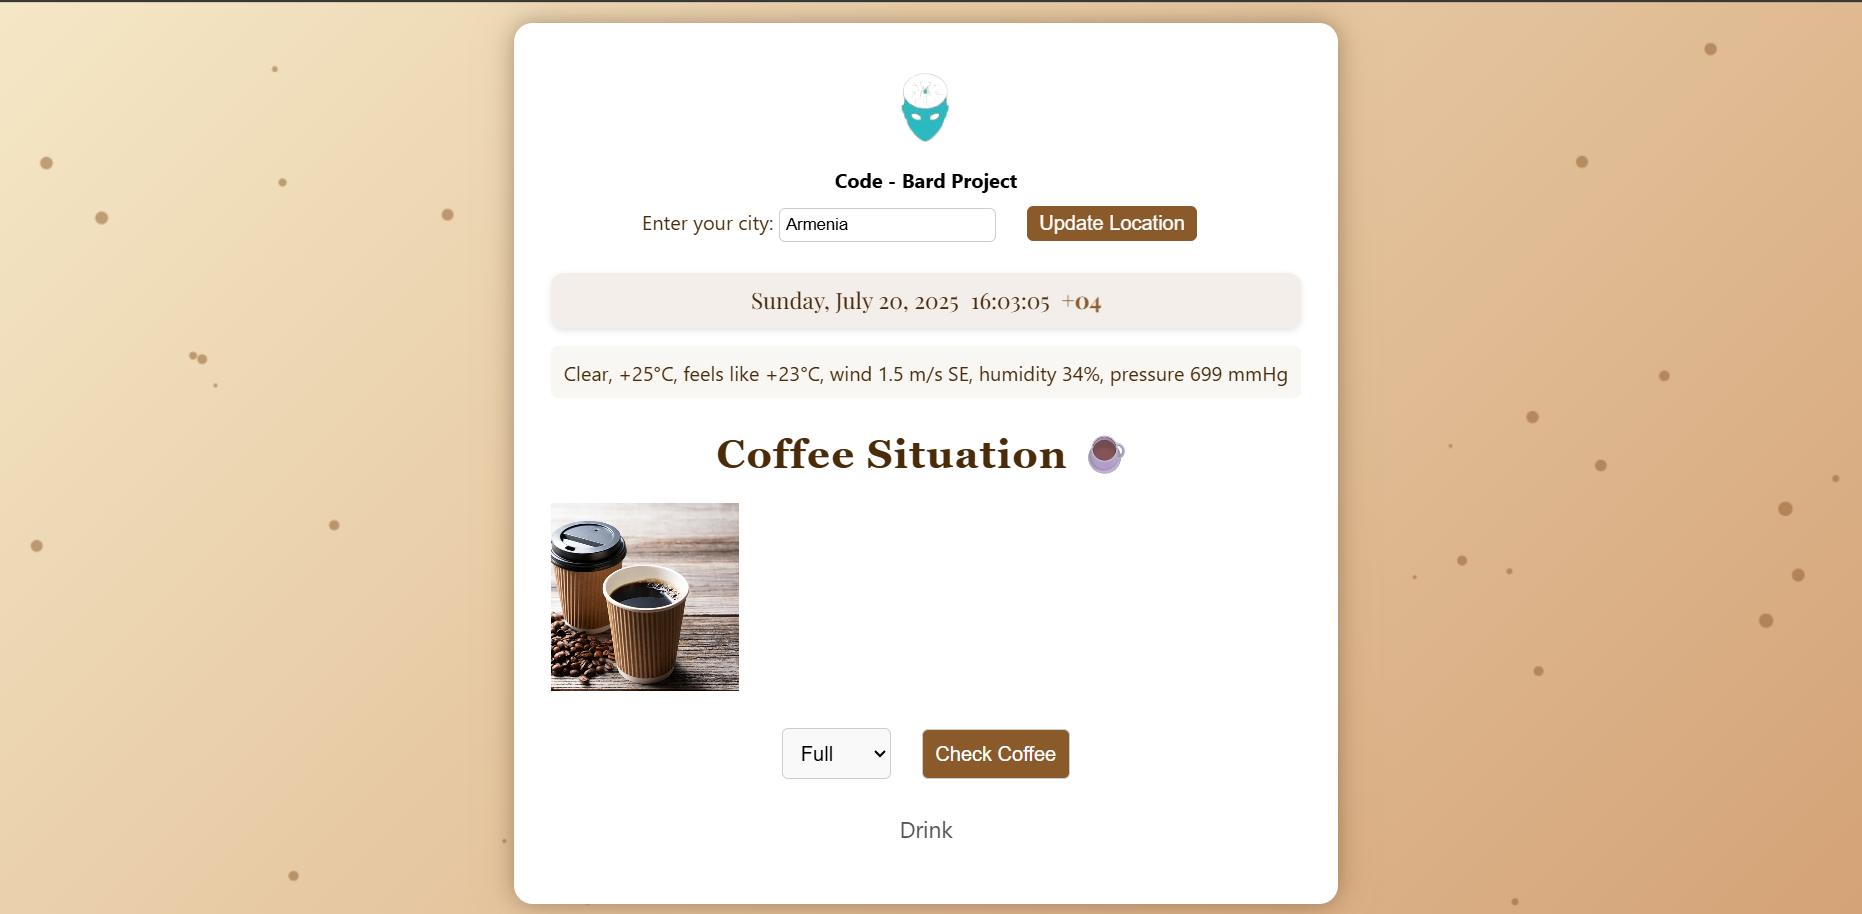 Code - Bard Project
Enter your city: Armenia Update Location
Sunday, July 20, 2025 16:03:05 +04
Clear, +25°C, feels like +23°C, wind 1.5 m/s SE, humidity 34%, pressure 699 mmHg
Coffee Situation
Full Check Coffee
Drink